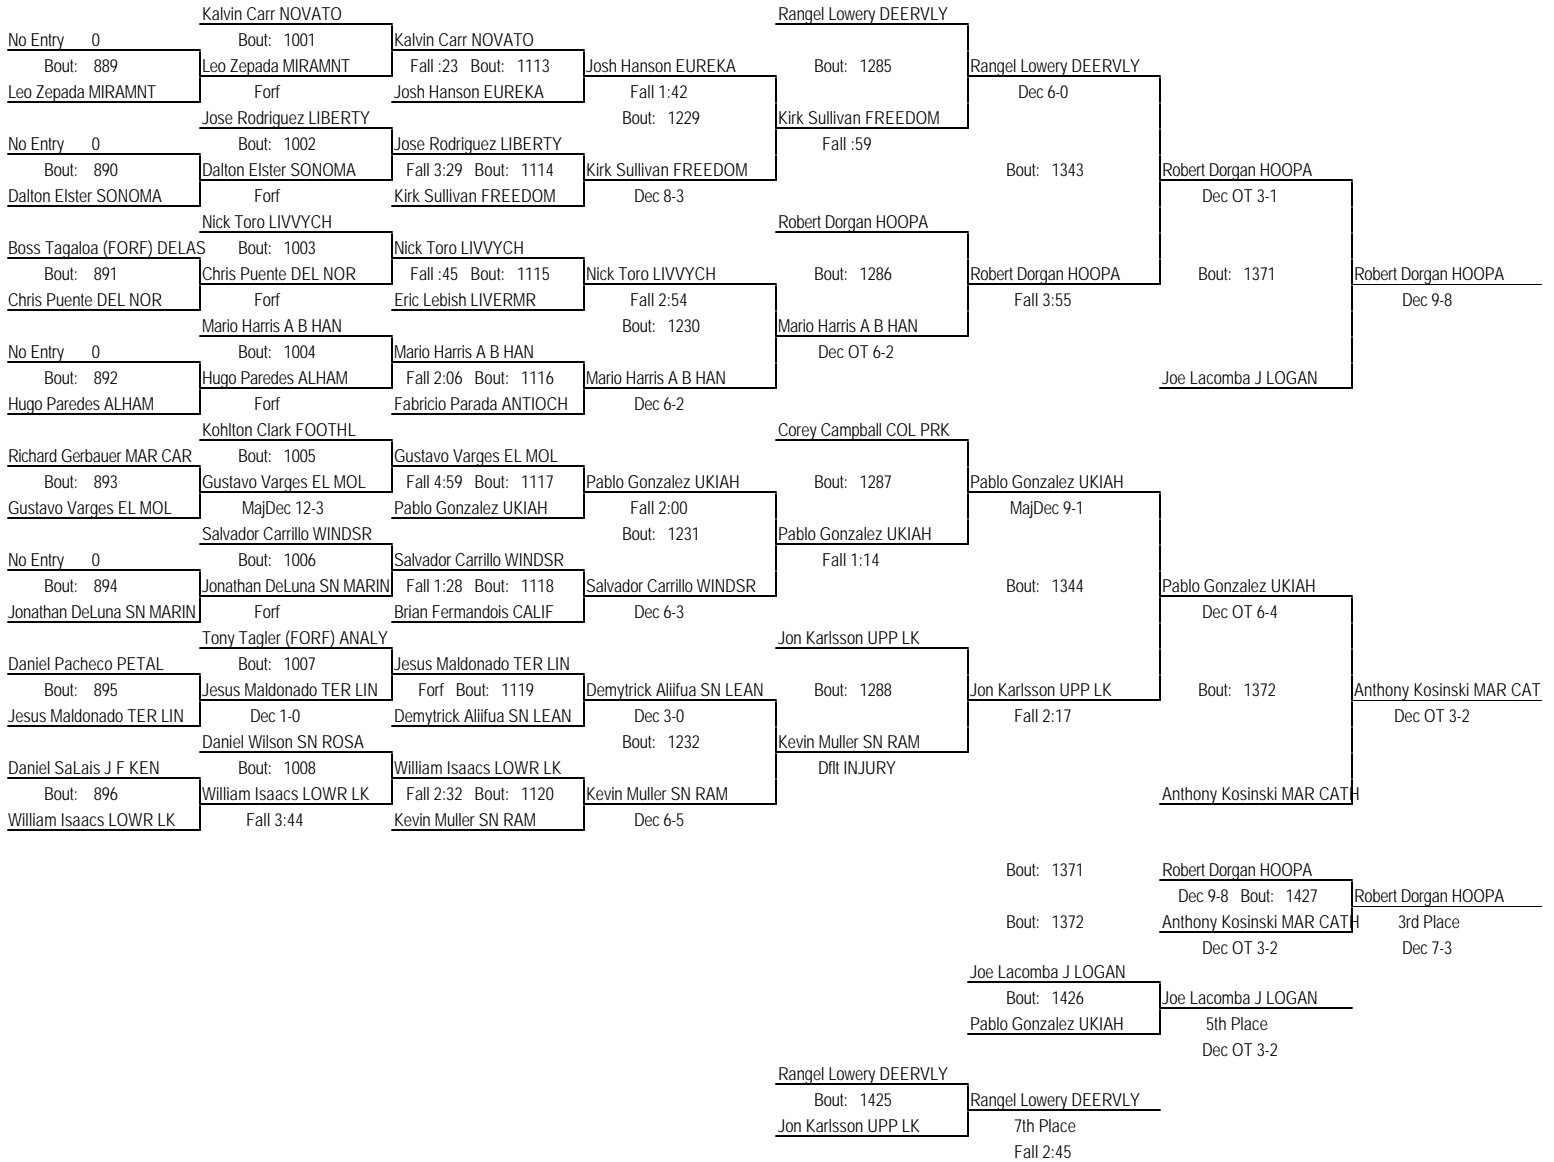 Kalvin Carr NOVATO Rangel Lowery DEERVLY
No Entry 0 Bout: 1001 Kalvin Carr NOVATO
Bout: 889 Leo Zepada MIRAMNT Fall :23 Bout: 1113 Josh Hanson EUREKA Bout: 1285 Rangel Lowery DEERVLY
Leo Zepada MIRAMNT Forf Josh Hanson EUREKA Fall 1:42 Dec 6-0
Jose Rodriguez LIBERTY Bout: 1229 Kirk Sullivan FREEDOM
No Entry 0 Bout: 1002 Jose Rodriguez LIBERTY Fall :59
Bout: 890 Dalton Elster SONOMA Fall 3:29 Bout: 1114 Kirk Sullivan FREEDOM Bout: 1343 Robert Dorgan HOOPA
Dalton Elster SONOMA Forf Kirk Sullivan FREEDOM Dec 8-3 Dec OT 3-1
Nick Toro LIVVYCH Robert Dorgan HOOPA
Boss Tagaloa (FORF) DELAS Bout: 1003 Nick Toro LIVVYCH
Bout: 891 Chris Puente DEL NOR Fall :45 Bout: 1115 Nick Toro LIVVYCH Bout: 1286 Robert Dorgan HOOPA Bout: 1371 Robert Dorgan HOOPA
Chris Puente DEL NOR Forf Eric Lebish LIVERMR Fall 2:54 Fall 3:55 Dec 9-8
Mario Harris A B HAN Bout: 1230 Mario Harris A B HAN
No Entry 0 Bout: 1004 Mario Harris A B HAN Dec OT 6-2
Bout: 892 Hugo Paredes ALHAM Fall 2:06 Bout: 1116 Mario Harris A B HAN Joe Lacomba J LOGAN
Hugo Paredes ALHAM Forf Fabricio Parada ANTIOCH Dec 6-2
Kohlton Clark FOOTHL Corey Campball COL PRK
Richard Gerbauer MAR CAR Bout: 1005 Gustavo Varges EL MOL
Bout: 893 Gustavo Varges EL MOL Fall 4:59 Bout: 1117 Pablo Gonzalez UKIAH Bout: 1287 Pablo Gonzalez UKIAH
Gustavo Varges EL MOL MajDec 12-3 Pablo Gonzalez UKIAH Fall 2:00 MajDec 9-1
Salvador Carrillo WINDSR Bout: 1231 Pablo Gonzalez UKIAH
No Entry 0 Bout: 1006 Salvador Carrillo WINDSR Fall 1:14
Bout: 894 Jonathan DeLuna SN MARIN Fall 1:28 Bout: 1118 Salvador Carrillo WINDSR Bout: 1344 Pablo Gonzalez UKIAH
Jonathan DeLuna SN MARIN Forf Brian Fermandois CALIF Dec 6-3 Dec OT 6-4
Tony Tagler (FORF) ANALY Jon Karlsson UPP LK
Daniel Pacheco PETAL Bout: 1007 Jesus Maldonado TER LIN
Bout: 895 Jesus Maldonado TER LIN Forf Bout: 1119 Demytrick Aliifua SN LEAN Bout: 1288 Jon Karlsson UPP LK Bout: 1372 Anthony Kosinski MAR CAT
Jesus Maldonado TER LIN Dec 1-0 Demytrick Aliifua SN LEAN Dec 3-0 Fall 2:17 Dec OT 3-2
Daniel Wilson SN ROSA Bout: 1232 Kevin Muller SN RAM
Daniel SaLais J F KEN Bout: 1008 William Isaacs LOWR LK Dflt INJURY
Bout: 896 William Isaacs LOWR LK Fall 2:32 Bout: 1120 Kevin Muller SN RAM Anthony Kosinski MAR CATH
William Isaacs LOWR LK Fall 3:44 Kevin Muller SN RAM Dec 6-5
Bout: 1371 Robert Dorgan HOOPA
Dec 9-8 Bout: 1427 Robert Dorgan HOOPA
Bout: 1372 Anthony Kosinski MAR CATH 3rd Place
Dec OT 3-2 Dec 7-3
Joe Lacomba J LOGAN
Bout: 1426 Joe Lacomba J LOGAN
Pablo Gonzalez UKIAH 5th Place
Dec OT 3-2
Rangel Lowery DEERVLY
Bout: 1425 Rangel Lowery DEERVLY
Jon Karlsson UPP LK 7th Place
Fall 2:45